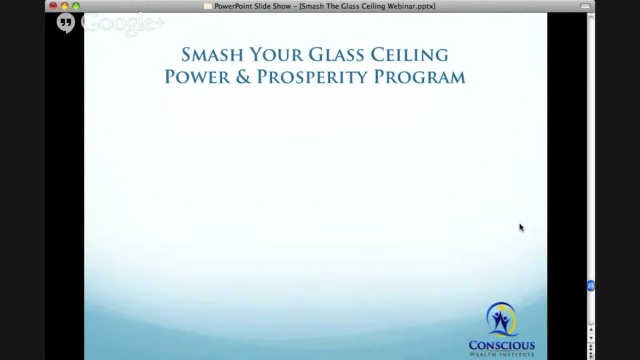 PowerPoint Slide Show – [Smash The Glass Ceiling Webinar.pptx]
Google+
SMASH YOUR GLASS CEILING
POWER & PROSPERITY PROGRAM
CONSCIOUS
WEALTH INSTITUTE